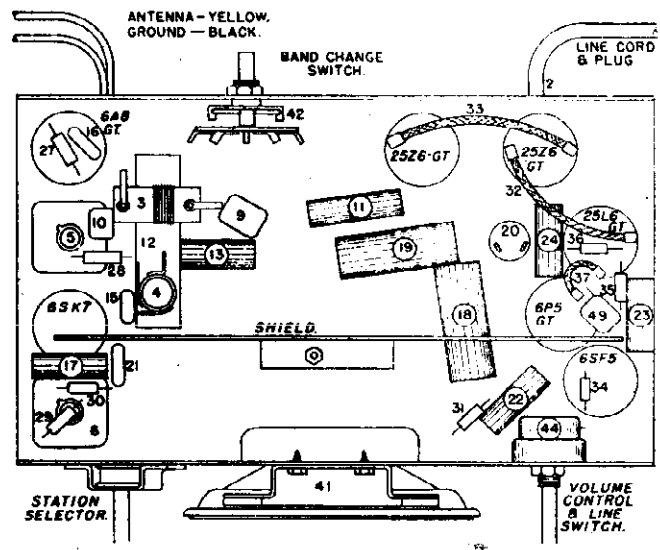 ANTENNA-YELLOW.
GROUND-BLACK.
BAND CHANGE
SWITCH.
LINE CORD
& PLUG
2
42
33
6A8
GT.
16
27
25Z6-GT
25Z6
GT
32
3
10
9
5
11
12
13
28
19
20
24
25L6
GT
36
4
15
37
35
6SK7
18
6P5
GT
49
23
SHIELD.
17
21
6SF5
30
34
29
6
31
22
44
41
STATION
SELECTOR.
VOLUME
CONTROL
& LINE
SWITCH.